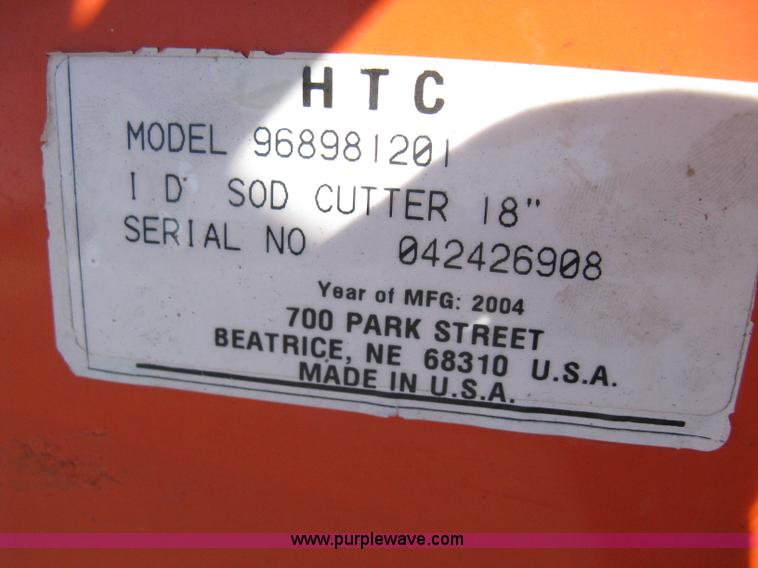 HTC
MODEL 968981201
I D SOD CUTTER 18"
SERIAL NO 042426908
Year of MFG: 2004
700 PARK STREET
BEATRICE, NE 68310 U.S.A.
MADE IN U.S.A.
www.purplewave.com